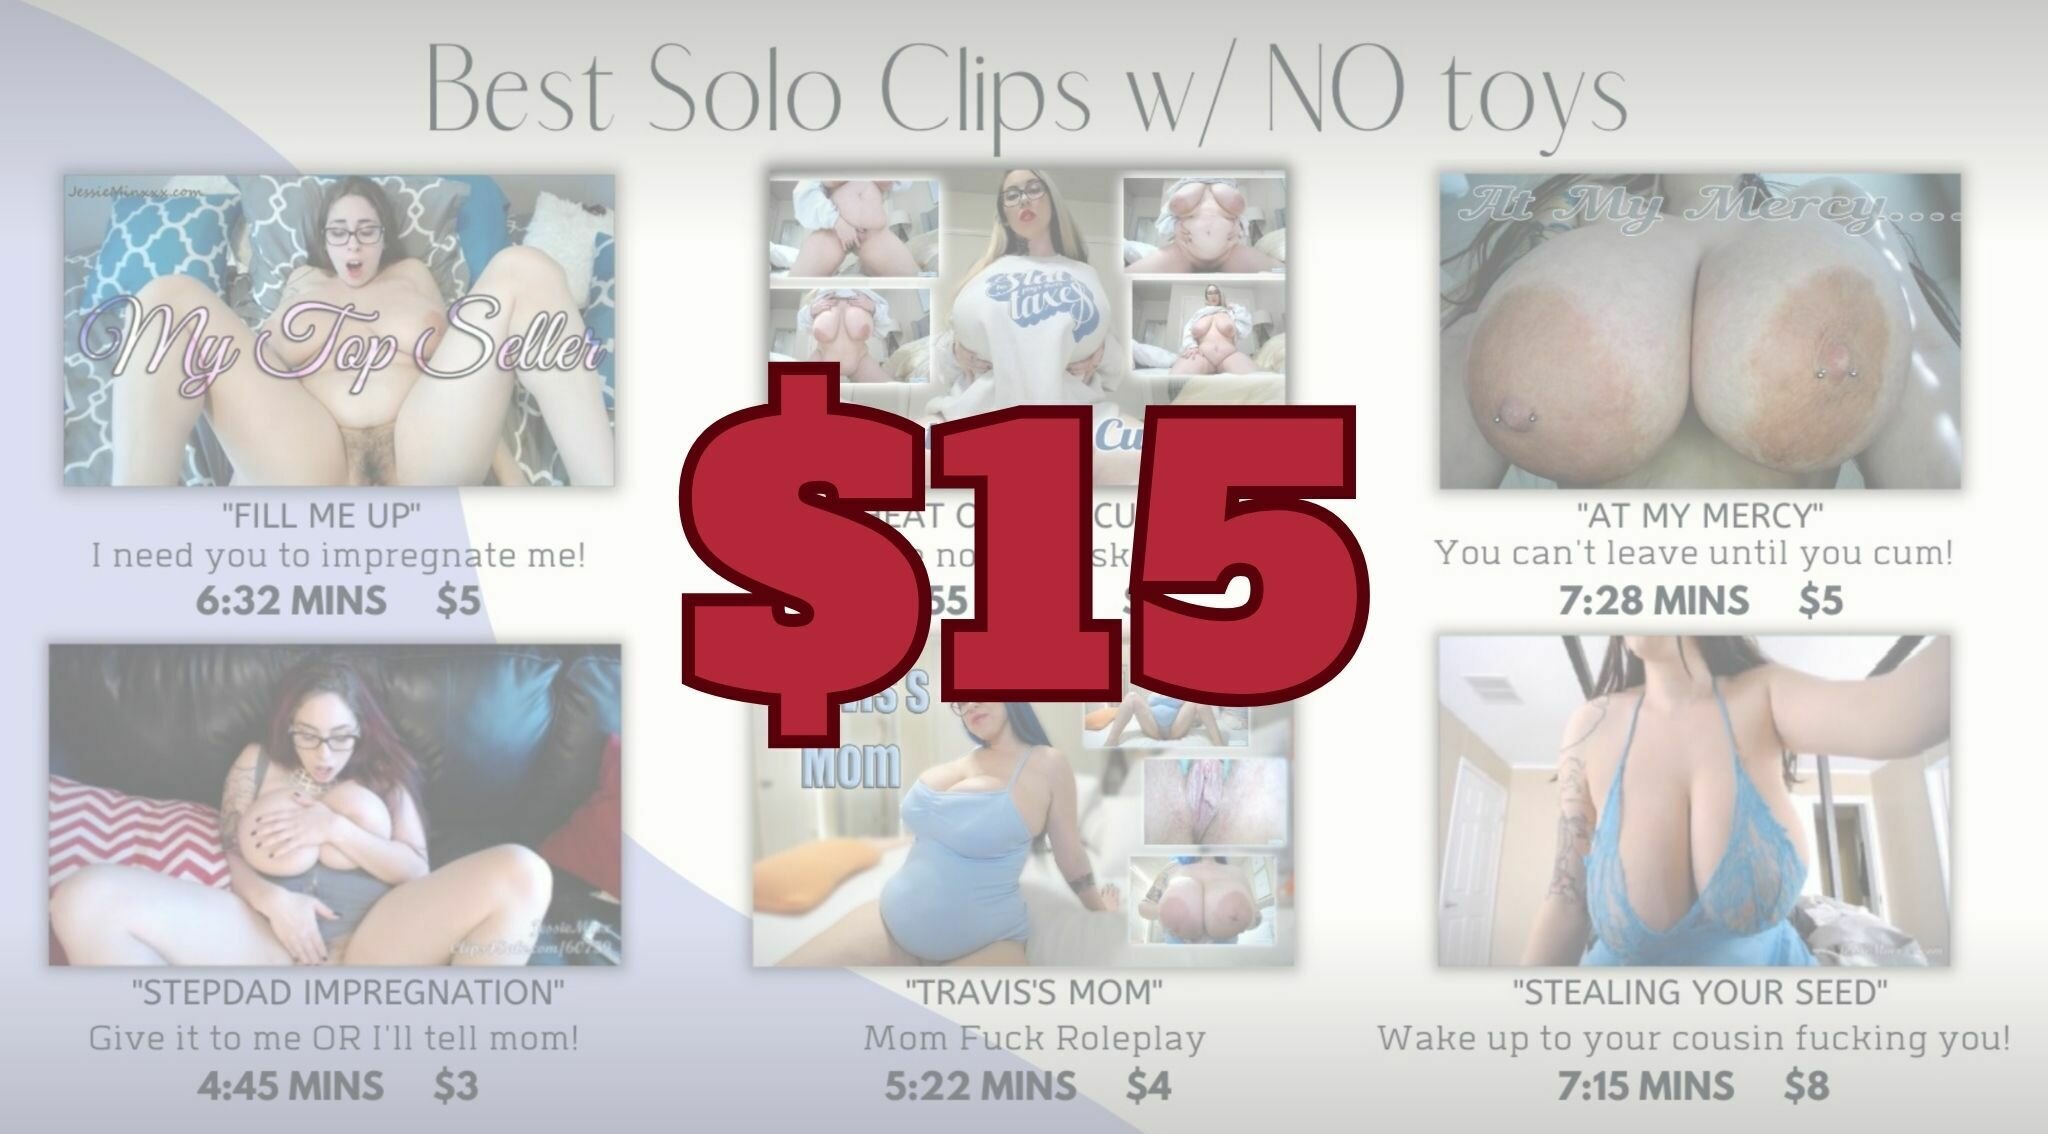 Best Solo Clips w/ NO toys
JessieMinxxx.com
My Top Seller
Stat
taxes
At My Mercy....
"FILL ME UP"
I need you to impregnate me!
6:32 MINS $5
$15
"AT MY MERCY"
You can't leave until you cum!
7:28 MINS $5
Mom
"STEPDAD IMPREGNATION"
Give it to me OR I'll tell mom!
4:45 MINS $3
"TRAVIS'S MOM"
Mom Fuck Roleplay
5:22 MINS $4
"STEALING YOUR SEED"
Wake up to your cousin fucking you!
7:15 MINS $8